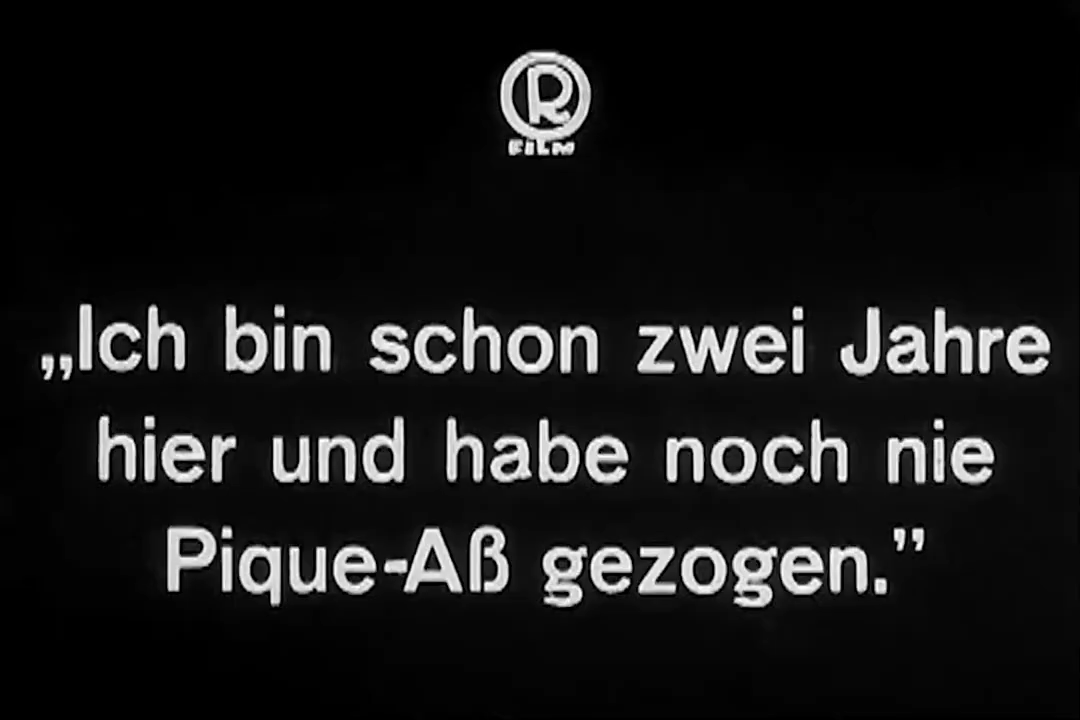 R
FILM
„Ich bin schon zwei Jahre
hier und habe noch nie
Pique-Aß gezogen.”